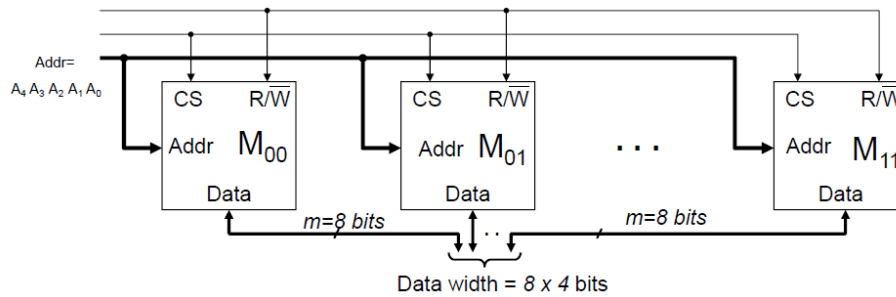 Addr=
A4 A3 A2 A1 A0
CS R/W̅ CS R/W̅ CS R/W̅
Addr M00 Addr M01 ... Addr M11
Data Data Data
m=8 bits .. m=8 bits
Data width = 8 x 4 bits